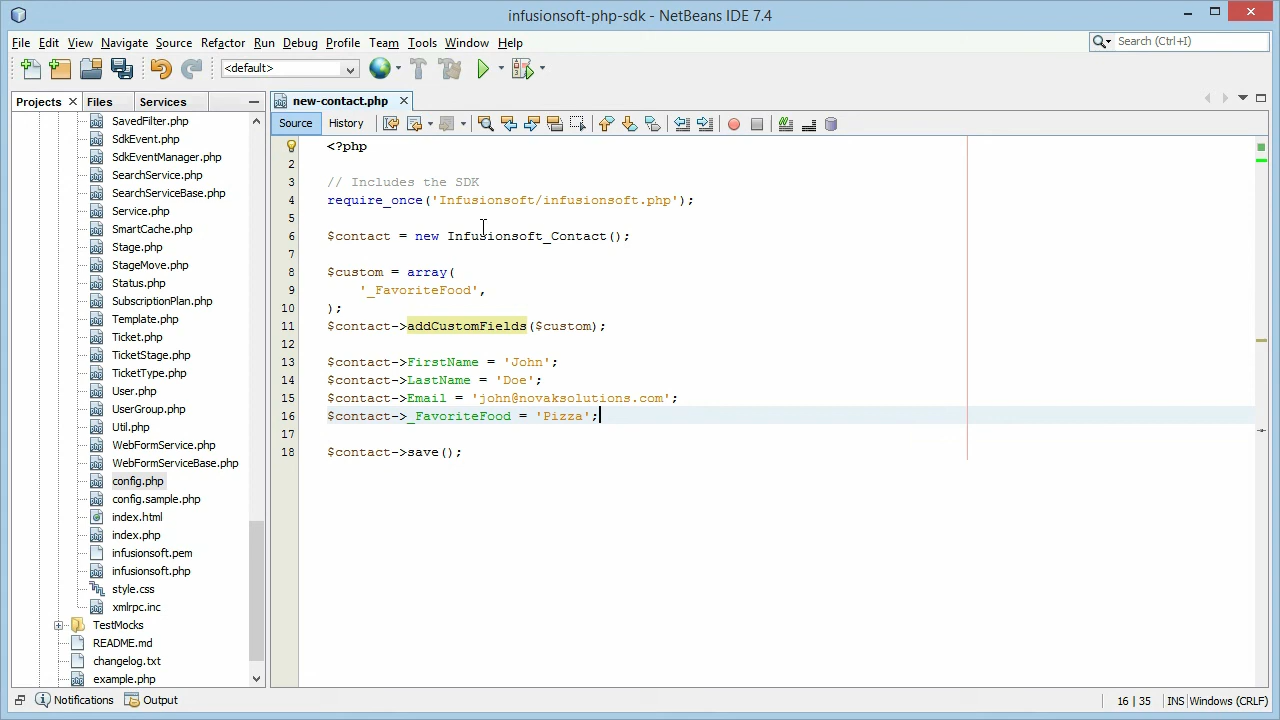 infusionsoft-php-sdk - NetBeans IDE 7.4
File Edit View Navigate Source Refactor Run Debug Profile Team Tools Window Help
Search (Ctrl+I)
<default>
Projects Files Services
new-contact.php
Source History
SavedFilter.php
SdkEvent.php
SdkEventManager.php
SearchService.php
SearchServiceBase.php
Service.php
SmartCache.php
Stage.php
StageMove.php
Status.php
SubscriptionPlan.php
Template.php
Ticket.php
TicketStage.php
TicketType.php
User.php
UserGroup.php
Util.php
WebFormService.php
WebFormServiceBase.php
config.php
config.sample.php
index.html
index.php
infusionsoft.pem
infusionsoft.php
style.css
xmlrpc.inc
TestMocks
README.md
changelog.txt
example.php
1 <?php
2
3 // Includes the SDK
4 require_once('Infusionsoft/infusionsoft.php');
5
6 $contact = new Infusionsoft_Contact();
7
8 $custom = array(
9 '_FavoriteFood',
10 );
11 $contact->addCustomFields($custom);
12
13 $contact->FirstName = 'John';
14 $contact->LastName = 'Doe';
15 $contact->Email = 'john@novaksolutions.com';
16 $contact->_FavoriteFood = 'Pizza';
17
18 $contact->save();
Notifications Output
16 | 35 INS Windows (CRLF)